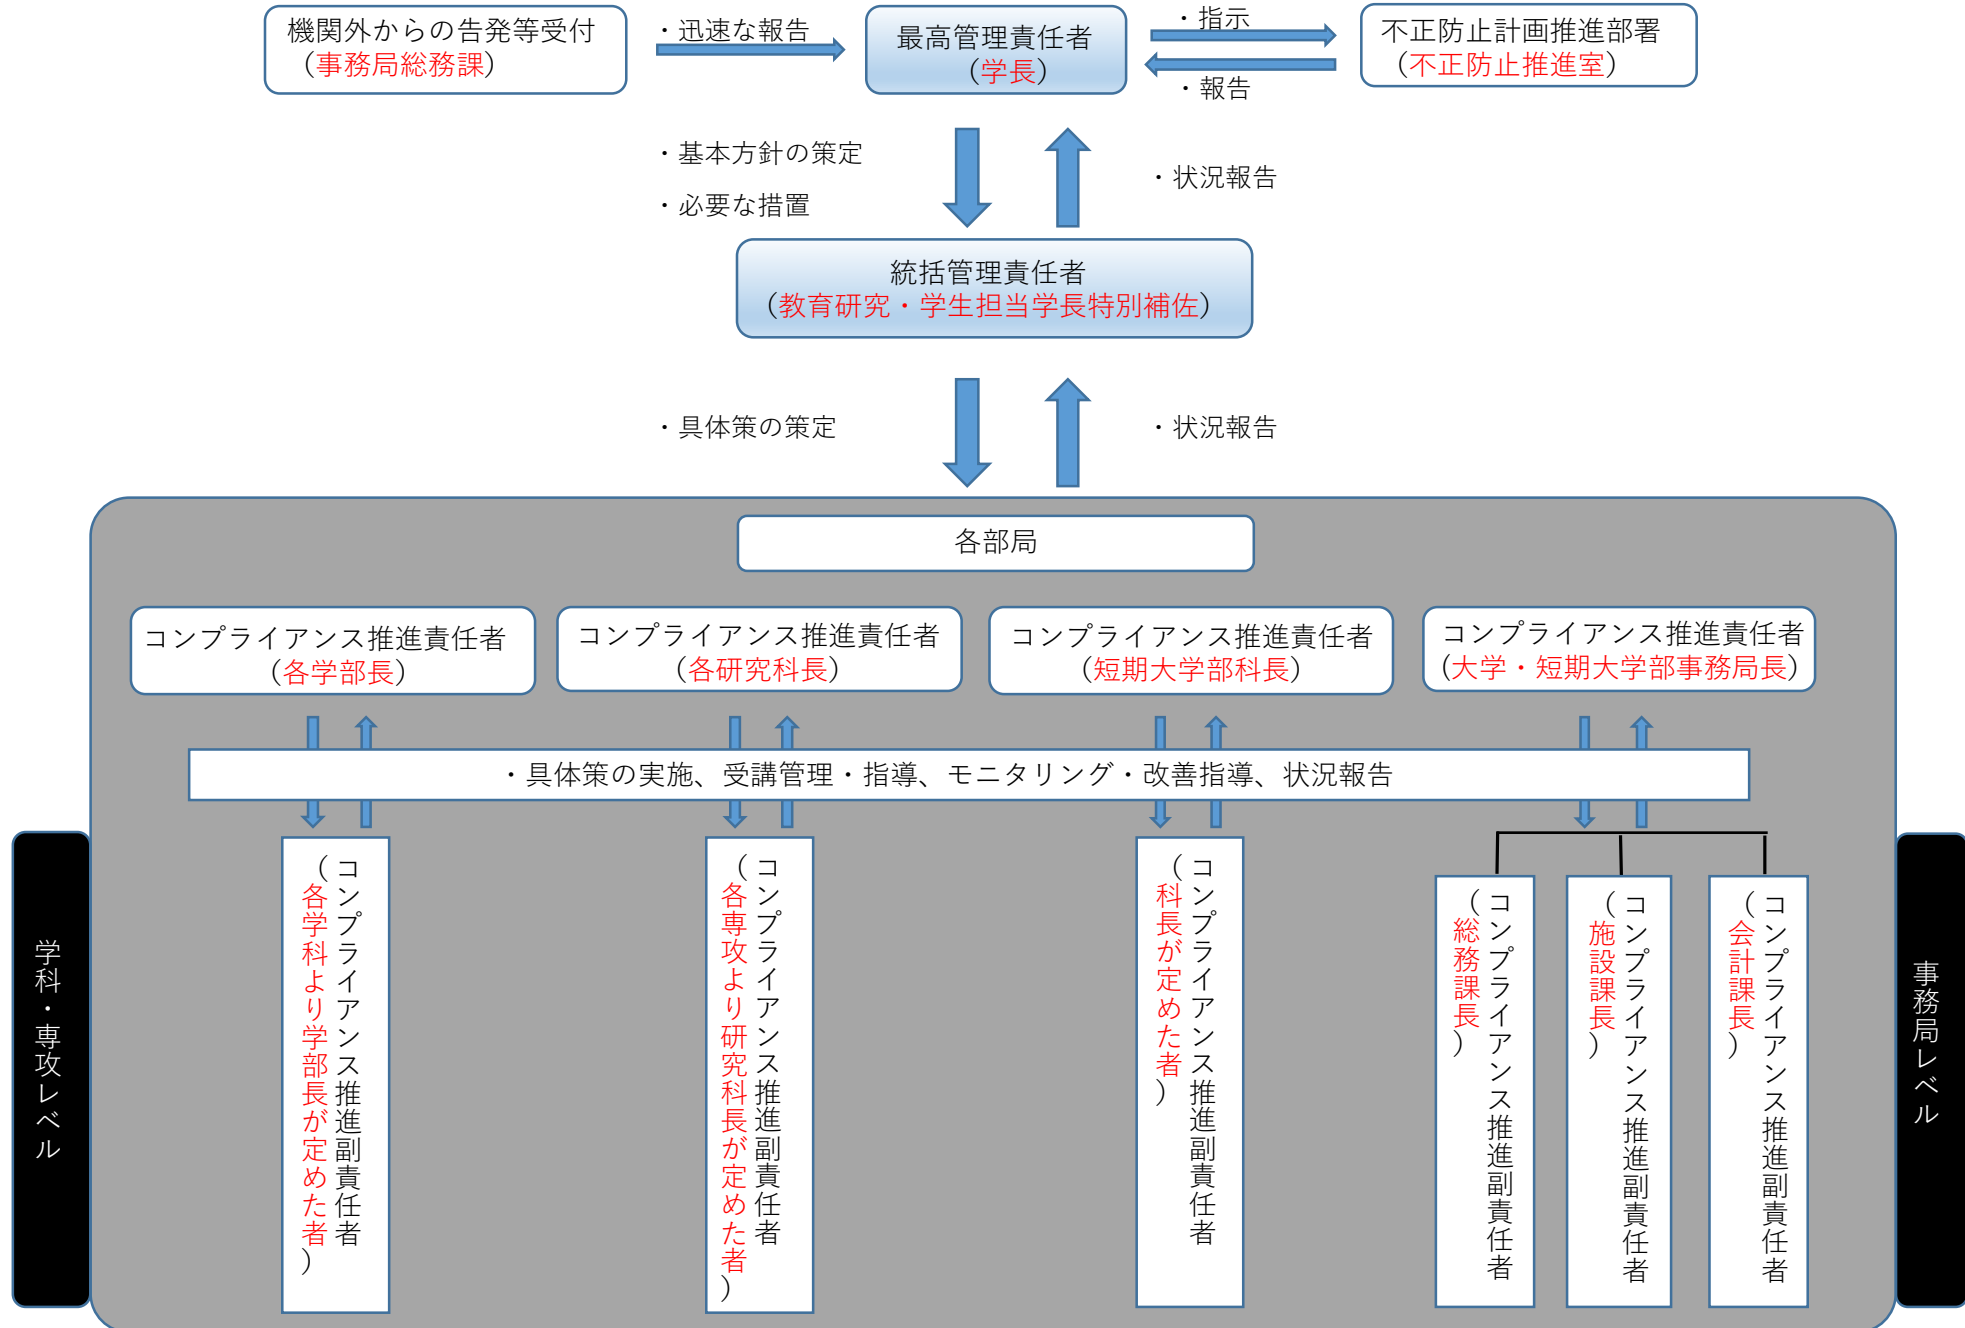 機関外からの告発等受付
（事務局総務課）
・迅速な報告
最高管理責任者
（学長）
・指示
・報告
不正防止計画推進部署
（不正防止推進室）
・基本方針の策定
・必要な措置
・状況報告
統括管理責任者
（教育研究・学生担当学長特別補佐）
・具体策の策定
・状況報告
各部局
コンプライアンス推進責任者
（各学部長）
コンプライアンス推進責任者
（各研究科長）
コンプライアンス推進責任者
（短期大学部科長）
コンプライアンス推進責任者
（大学・短期大学部事務局長）
・具体策の実施、受講管理・指導、モニタリング・改善指導、状況報告
学科・専攻レベル
コンプライアンス推進副責任者
（各学科より学部長が定めた者）
コンプライアンス推進副責任者
（各専攻より研究科長が定めた者）
コンプライアンス推進副責任者
（科長が定めた者）
コンプライアンス推進副責任者
（総務課長）
コンプライアンス推進副責任者
（施設課長）
コンプライアンス推進副責任者
（会計課長）
事務局レベル